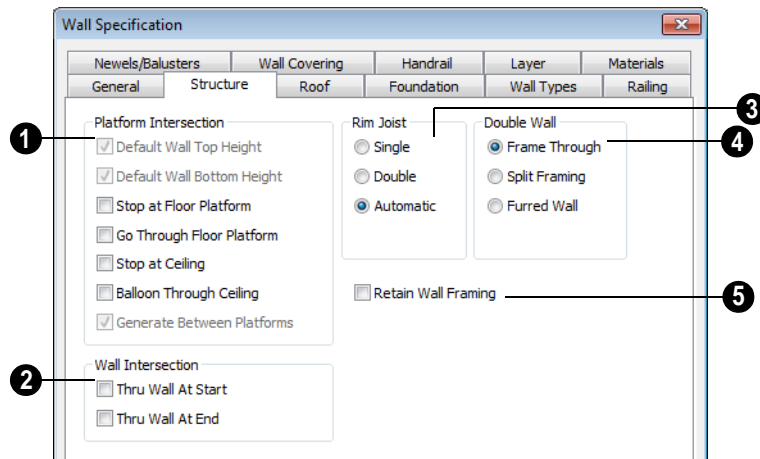 Wall Specification
Newels/Balusters Wall Covering Handrail Layer Materials
General Structure Roof Foundation Wall Types Railing
1
Platform Intersection
Default Wall Top Height
Default Wall Bottom Height
Stop at Floor Platform
Go Through Floor Platform
Stop at Ceiling
Balloon Through Ceiling
Generate Between Platforms
2
Wall Intersection
Thru Wall At Start
Thru Wall At End
3
Rim Joist
Single
Double
Automatic
4
Double Wall
Frame Through
Split Framing
Furred Wall
5
Retain Wall Framing